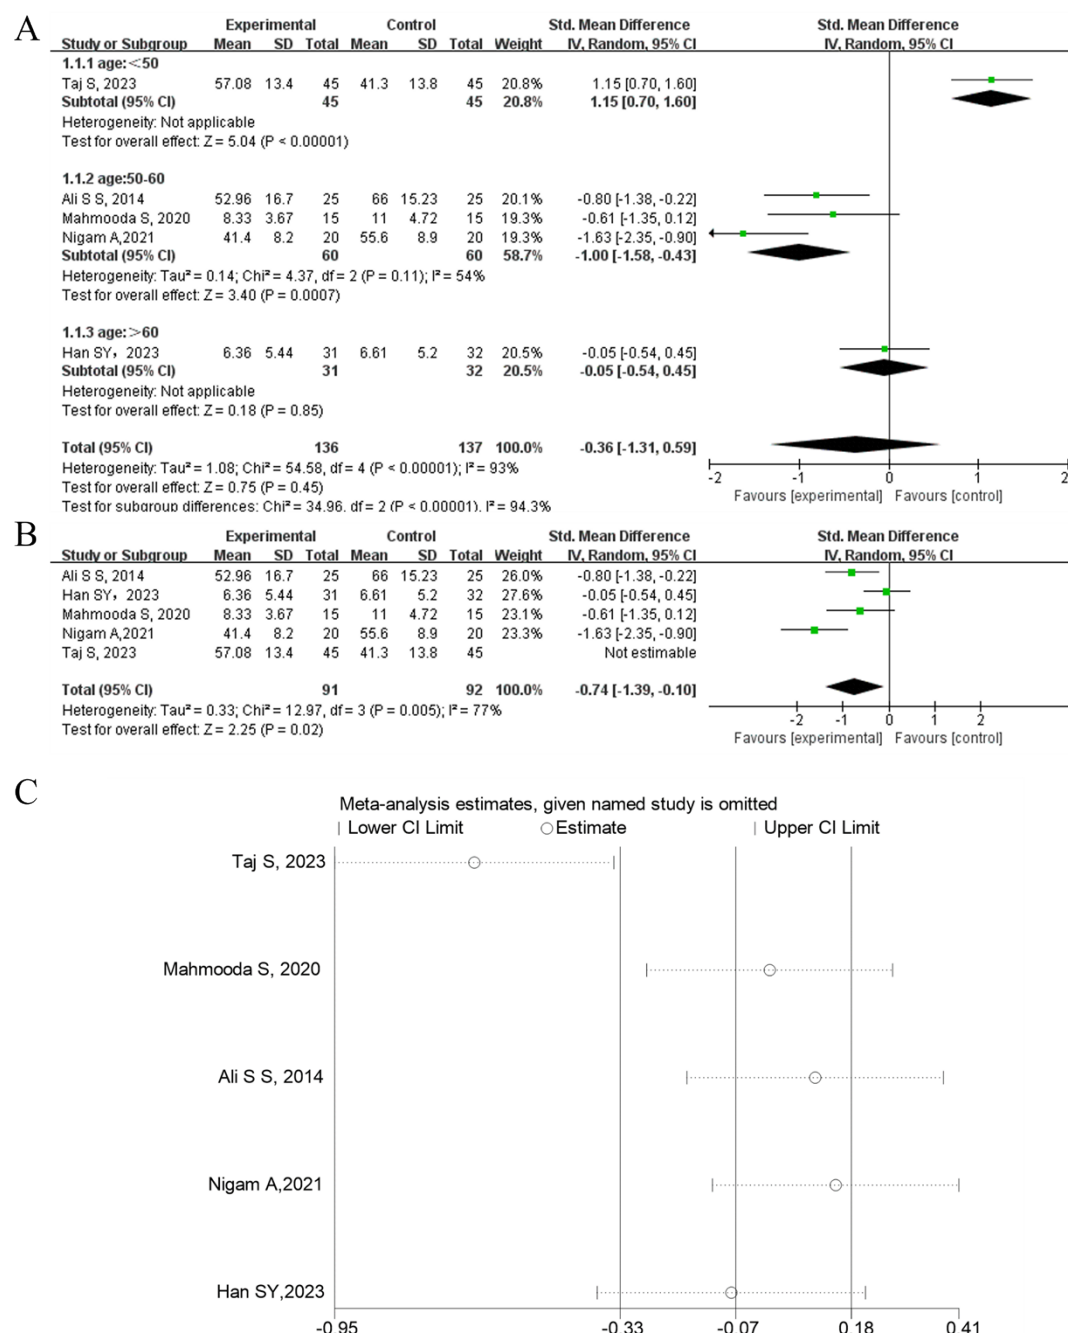 A
Experimental Control Std. Mean Difference Std. Mean Difference
Study or Subgroup Mean SD Total Mean SD Total Weight IV, Random, 95% CI IV, Random, 95% CI
1.1.1 age:<50
Taj S, 2023 57.08 13.4 45 41.3 13.8 45 20.8% 1.15 [0.70, 1.60]
Subtotal (95% CI) 45 45 20.8% 1.15 [0.70, 1.60]
Heterogeneity: Not applicable
Test for overall effect: Z = 5.04 (P < 0.00001)
1.1.2 age:50-60
Ali S S, 2014 52.96 16.7 25 66 15.23 25 20.1% -0.80 [-1.38, -0.22]
Mahmooda S, 2020 8.33 3.67 15 11 4.72 15 19.3% -0.61 [-1.35, 0.12]
Nigam A,2021 41.4 8.2 20 55.6 8.9 20 19.3% -1.63 [-2.35, -0.90]
Subtotal (95% CI) 60 60 58.7% -1.00 [-1.58, -0.43]
Heterogeneity: Tau² = 0.14; Chi² = 4.37, df = 2 (P = 0.11); I² = 54%
Test for overall effect: Z = 3.40 (P = 0.0007)
1.1.3 age:>60
Han SY，2023 6.36 5.44 31 6.61 5.2 32 20.5% -0.05 [-0.54, 0.45]
Subtotal (95% CI) 31 32 20.5% -0.05 [-0.54, 0.45]
Heterogeneity: Not applicable
Test for overall effect: Z = 0.18 (P = 0.85)
Total (95% CI) 136 137 100.0% -0.36 [-1.31, 0.59]
Heterogeneity: Tau² = 1.08; Chi² = 54.58, df = 4 (P < 0.00001); I² = 93%
Test for overall effect: Z = 0.75 (P = 0.45)
Test for subgroup differences: Chi² = 34.96, df = 2 (P < 0.00001), I² = 94.3%
-2 -1 0 1 2
Favours [experimental] Favours [control]
B
Experimental Control Std. Mean Difference Std. Mean Difference
Study or Subgroup Mean SD Total Mean SD Total Weight IV, Random, 95% CI IV, Random, 95% CI
Ali S S, 2014 52.96 16.7 25 66 15.23 25 26.0% -0.80 [-1.38, -0.22]
Han SY，2023 6.36 5.44 31 6.61 5.2 32 27.6% -0.05 [-0.54, 0.45]
Mahmooda S, 2020 8.33 3.67 15 11 4.72 15 23.1% -0.61 [-1.35, 0.12]
Nigam A,2021 41.4 8.2 20 55.6 8.9 20 23.3% -1.63 [-2.35, -0.90]
Taj S, 2023 57.08 13.4 45 41.3 13.8 45 Not estimable
Total (95% CI) 91 92 100.0% -0.74 [-1.39, -0.10]
Heterogeneity: Tau² = 0.33; Chi² = 12.97, df = 3 (P = 0.005); I² = 77%
Test for overall effect: Z = 2.25 (P = 0.02)
-2 -1 0 1 2
Favours [experimental] Favours [control]
C
Meta-analysis estimates, given named study is omitted
Lower CI Limit Estimate Upper CI Limit
Taj S, 2023
Mahmooda S, 2020
Ali S S, 2014
Nigam A,2021
Han SY,2023
-0.95 -0.33 -0.07 0.18 0.41